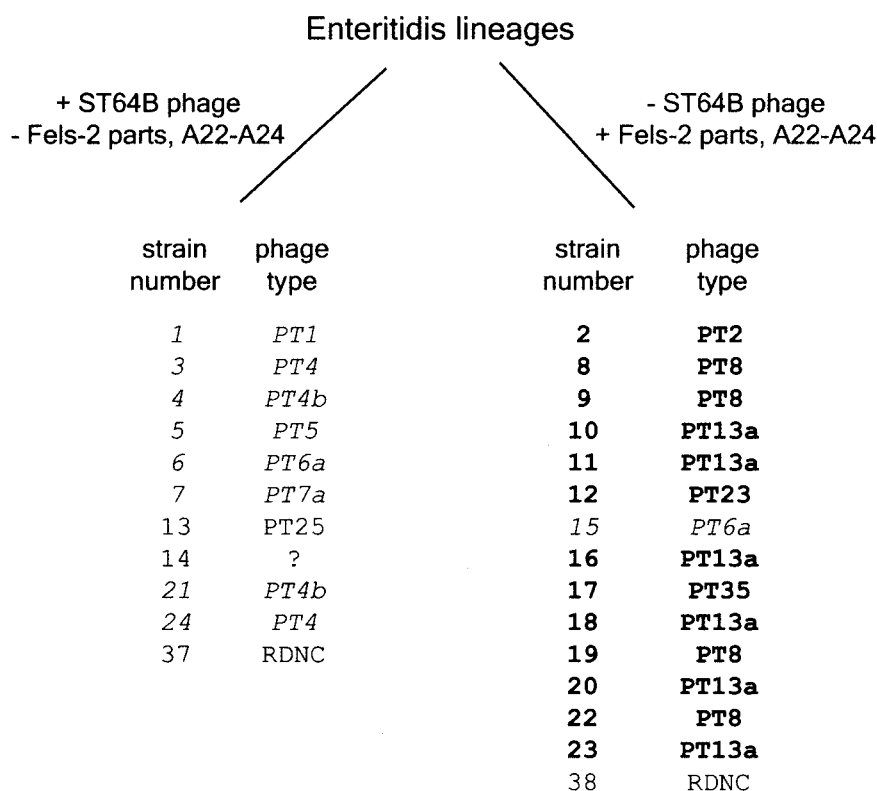 Enteritidis lineages
+ ST64B phage
- Fels-2 parts, A22-A24
- ST64B phage
+ Fels-2 parts, A22-A24
strain phage
number type
1 PT1
3 PT4
4 PT4b
5 PT5
6 PT6a
7 PT7a
13 PT25
14 ?
21 PT4b
24 PT4
37 RDNC
strain phage
number type
2 PT2
8 PT8
9 PT8
10 PT13a
11 PT13a
12 PT23
15 PT6a
16 PT13a
17 PT35
18 PT13a
19 PT8
20 PT13a
22 PT8
23 PT13a
38 RDNC